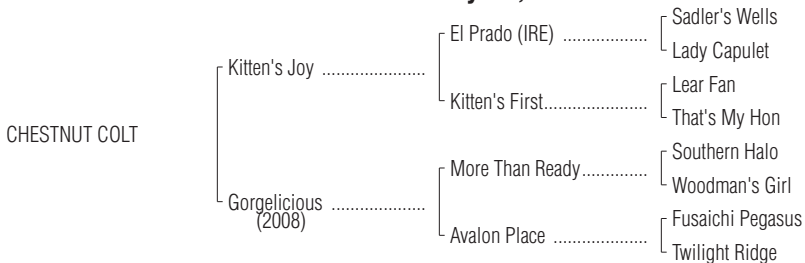 Sadler's Wells
El Prado (IRE) ..................
Lady Capulet
Kitten's Joy ......................
Lear Fan
Kitten's First......................
That's My Hon
CHESTNUT COLT
Southern Halo
More Than Ready..............
Woodman's Girl
Gorgelicious ....................
(2008)
Fusaichi Pegasus
Avalon Place ....................
Twilight Ridge